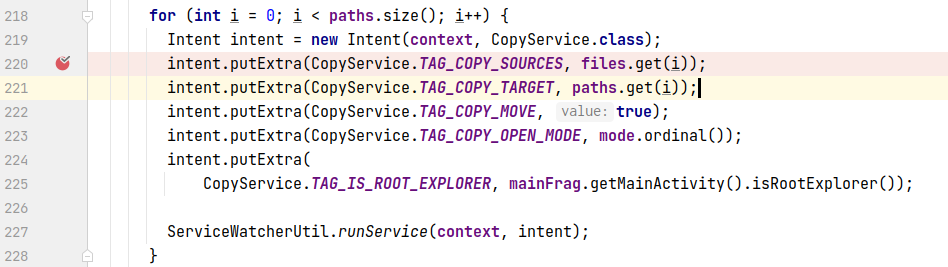 218 for (int i = 0; i < paths.size(); i++) {
219 Intent intent = new Intent(context, CopyService.class);
220 intent.putExtra(CopyService.TAG_COPY_SOURCES, files.get(i));
221 intent.putExtra(CopyService.TAG_COPY_TARGET, paths.get(i));
222 intent.putExtra(CopyService.TAG_COPY_MOVE, value: true);
223 intent.putExtra(CopyService.TAG_COPY_OPEN_MODE, mode.ordinal());
224 intent.putExtra(
225 CopyService.TAG_IS_ROOT_EXPLORER, mainFrag.getMainActivity().isRootExplorer());
226
227 ServiceWatcherUtil.runService(context, intent);
228 }